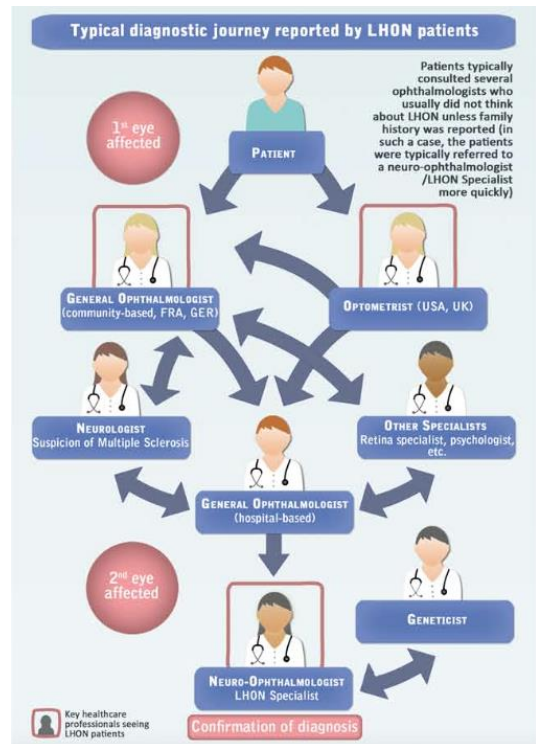 Typical diagnostic journey reported by LHON patients
Patients typically
consulted several
ophthalmologists who
usually did not think
about LHON unless family
history was reported (in
such a case, the patients
were typically referred to
a neuro-ophthalmologist
/LHON Specialist
more quickly)
1st eye
affected
PATIENT
GENERAL OPHTHALMOLOGIST
(community-based, FRA, GER)
OPTOMETRIST (USA, UK)
NEUROLOGIST
Suspicion of Multiple Sclerosis
OTHER SPECIALISTS
Retina specialist, psychologist,
etc.
GENERAL OPHTHALMOLOGIST
(hospital-based)
2nd eye
affected
GENETICIST
NEURO-OPHTHALMOLOGIST
LHON Specialist
Confirmation of diagnosis
Key healthcare
professionals seeing
LHON patients